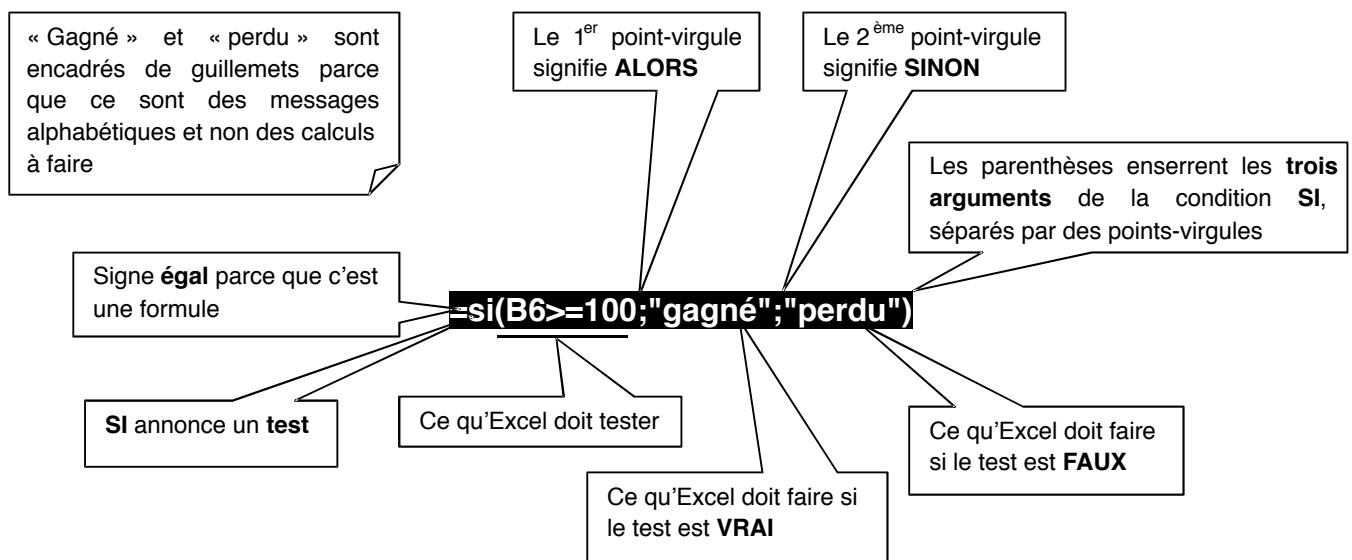 « Gagné » et « perdu » sont
encadrés de guillemets parce
que ce sont des messages
alphabétiques et non des calculs
à faire
Le 1er point-virgule
signifie ALORS
Le 2ème point-virgule
signifie SINON
Les parenthèses enserrent les trois
arguments de la condition SI,
séparés par des points-virgules
Signe égal parce que c'est
une formule
=si(B6>=100;"gagné";"perdu")
SI annonce un test
Ce qu'Excel doit tester
Ce qu'Excel doit faire si
le test est VRAI
Ce qu'Excel doit faire
si le test est FAUX